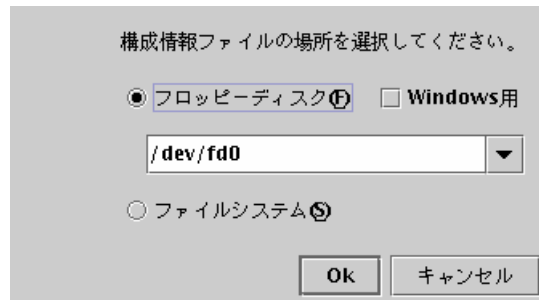 構成情報ファイルの場所を選択してください。
フロッピーディスク(F) Windows用
/dev/fd0
ファイルシステム(S)
Ok キャンセル